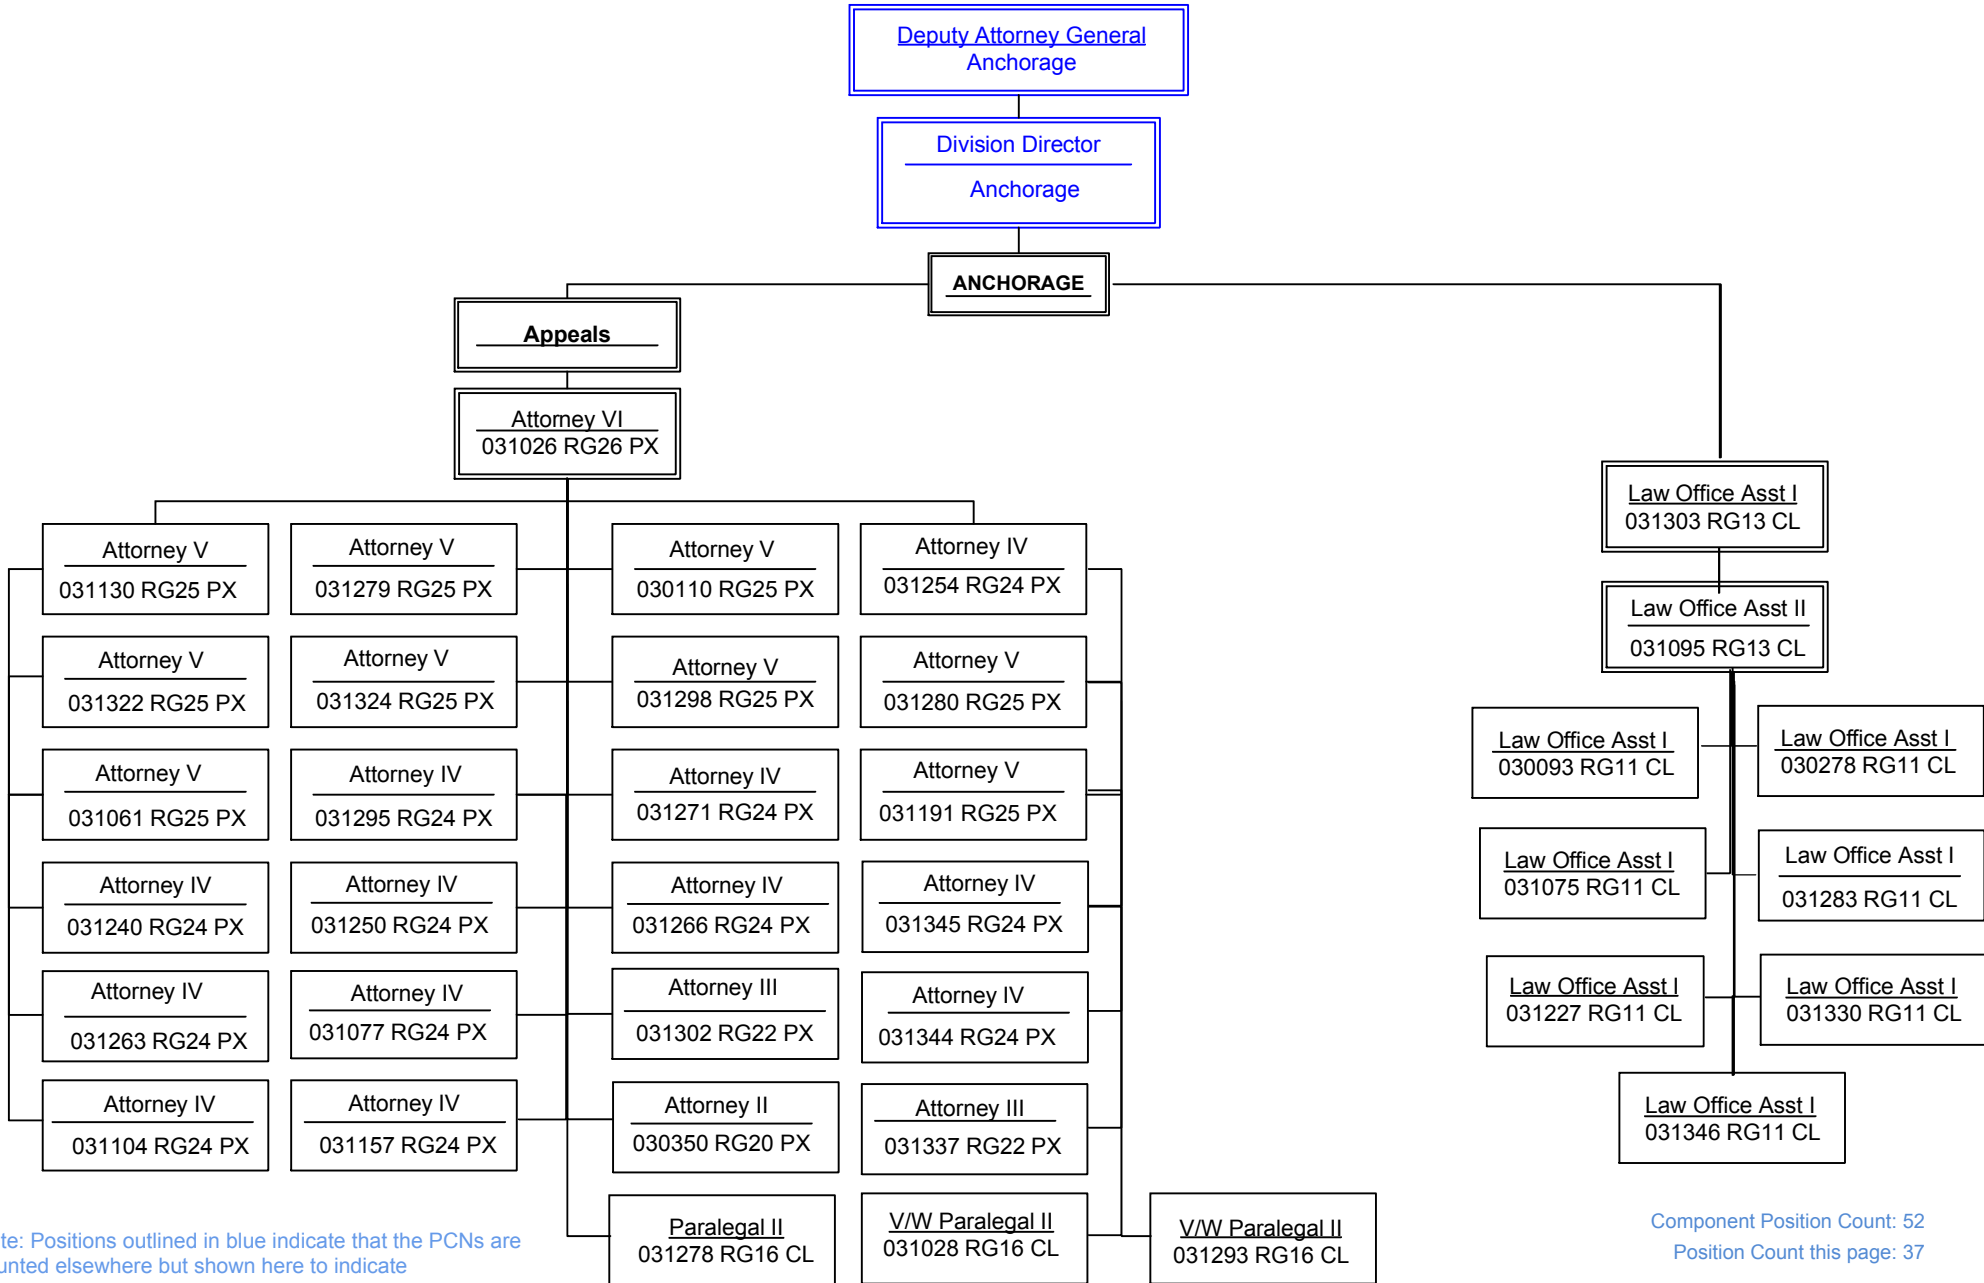 Deputy Attorney General
Anchorage
Division Director
Anchorage
ANCHORAGE
Appeals
Attorney VI
031026 RG26 PX
Attorney V
031130 RG25 PX
Attorney V
031279 RG25 PX
Attorney V
030110 RG25 PX
Attorney IV
031254 RG24 PX
Attorney V
031322 RG25 PX
Attorney V
031324 RG25 PX
Attorney V
031298 RG25 PX
Attorney V
031280 RG25 PX
Attorney V
031061 RG25 PX
Attorney IV
031295 RG24 PX
Attorney IV
031271 RG24 PX
Attorney V
031191 RG25 PX
Attorney IV
031240 RG24 PX
Attorney IV
031250 RG24 PX
Attorney IV
031266 RG24 PX
Attorney IV
031345 RG24 PX
Attorney IV
031263 RG24 PX
Attorney IV
031077 RG24 PX
Attorney III
031302 RG22 PX
Attorney IV
031344 RG24 PX
Attorney IV
031104 RG24 PX
Attorney IV
031157 RG24 PX
Attorney II
030350 RG20 PX
Attorney III
031337 RG22 PX
Paralegal II
031278 RG16 CL
V/W Paralegal II
031028 RG16 CL
V/W Paralegal II
031293 RG16 CL
Law Office Asst I
031303 RG13 CL
Law Office Asst II
031095 RG13 CL
Law Office Asst I
030093 RG11 CL
Law Office Asst I
030278 RG11 CL
Law Office Asst I
031075 RG11 CL
Law Office Asst I
031283 RG11 CL
Law Office Asst I
031227 RG11 CL
Law Office Asst I
031330 RG11 CL
Law Office Asst I
031346 RG11 CL
te: Positions outlined in blue indicate that the PCNs are
unted elsewhere but shown here to indicate
Component Position Count: 52
Position Count this page: 37